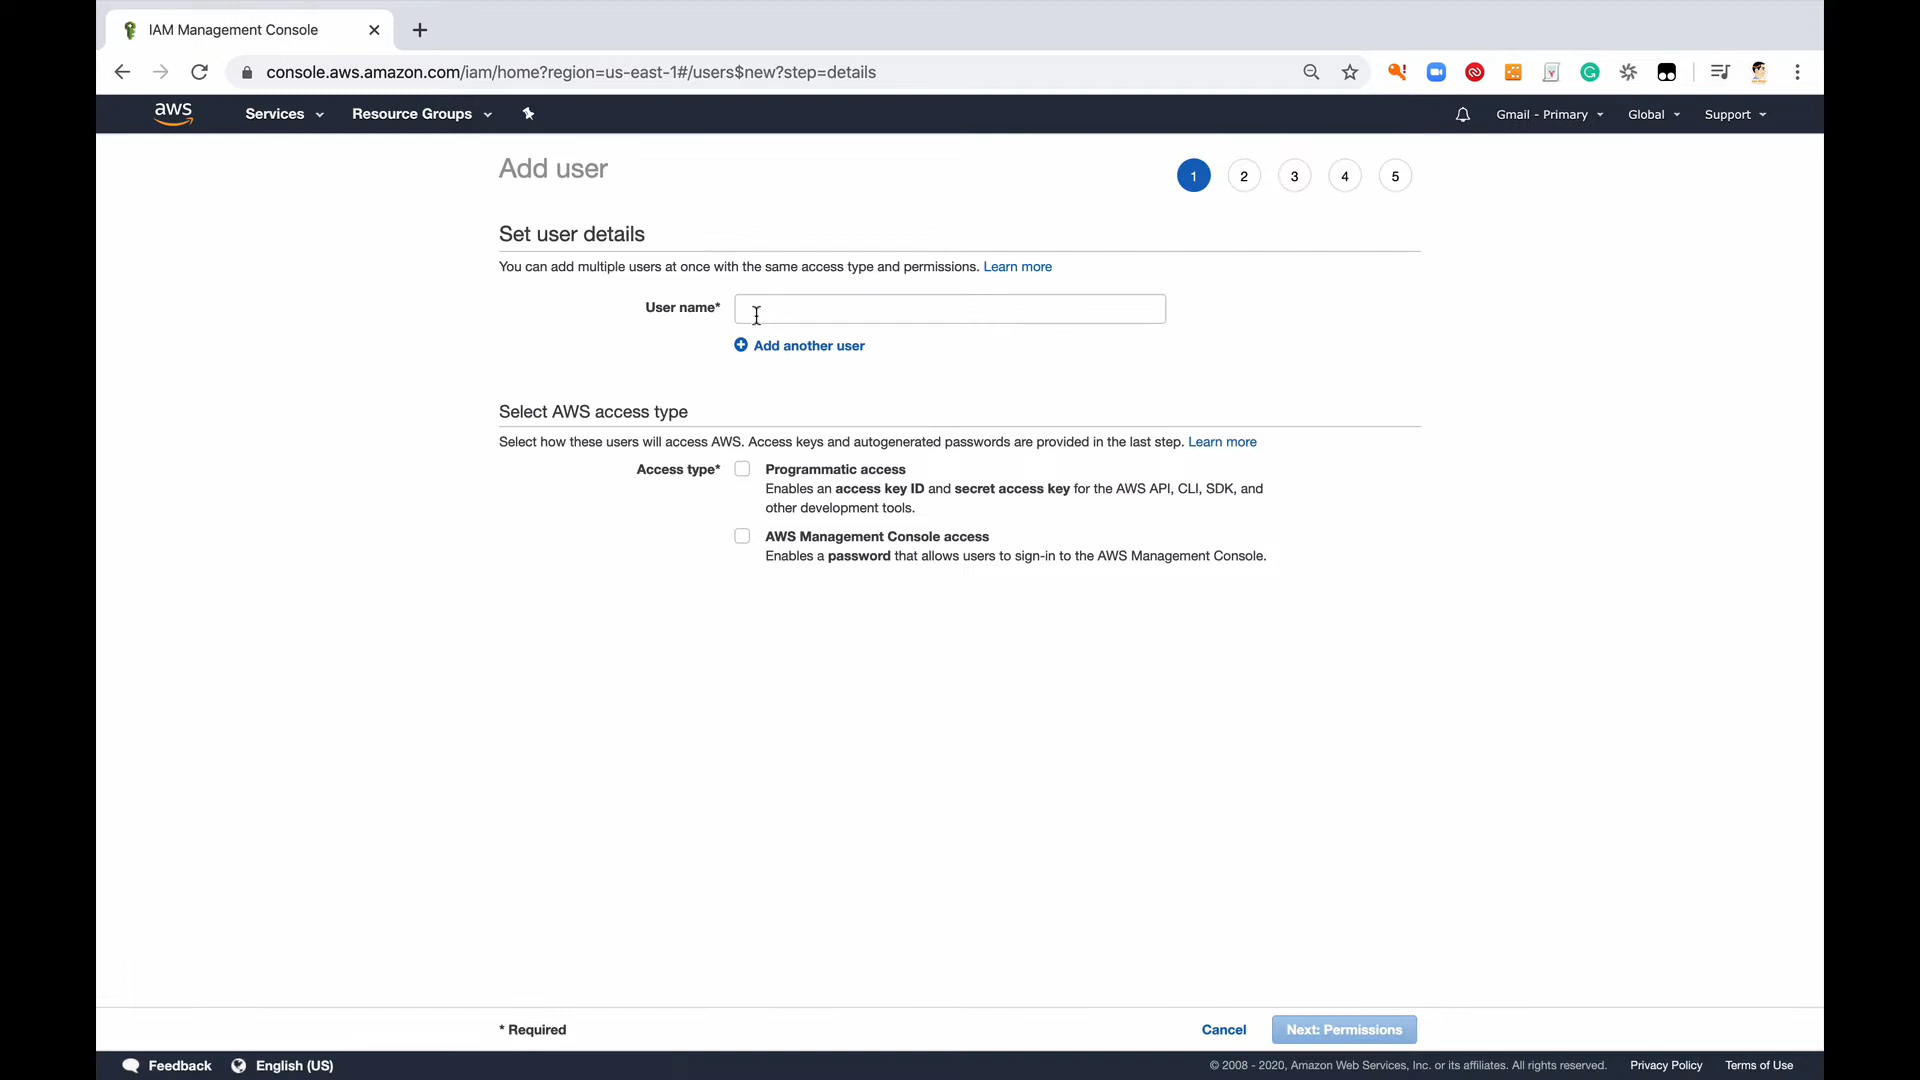 IAM Management Console
console.aws.amazon.com/iam/home?region=us-east-1#/users$new?step=details
aws
Services
Resource Groups
Gmail - Primary
Global
Support
Add user
1
2
3
4
5
Set user details
You can add multiple users at once with the same access type and permissions. Learn more
User name*
Add another user
Select AWS access type
Select how these users will access AWS. Access keys and autogenerated passwords are provided in the last step. Learn more
Access type*
Programmatic access
Enables an access key ID and secret access key for the AWS API, CLI, SDK, and
other development tools.
AWS Management Console access
Enables a password that allows users to sign-in to the AWS Management Console.
* Required
Cancel
Next: Permissions
Feedback
English (US)
© 2008 - 2020, Amazon Web Services, Inc. or its affiliates. All rights reserved.
Privacy Policy
Terms of Use